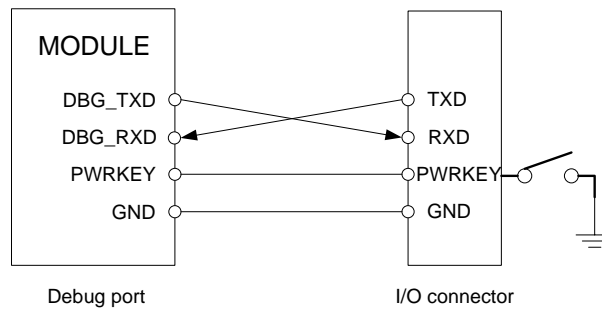 MODULE
DBG_TXD
DBG_RXD
PWRKEY
GND
TXD
RXD
PWRKEY
GND
Debug port
I/O connector